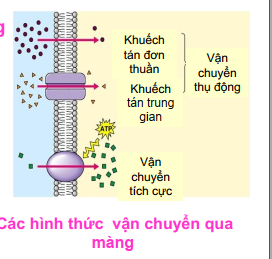 g
Khuếch
tán đơn
thuần
Vận
chuyển
thụ động
Khuếch
tán trung
gian
ATP
Vận
chuyển
tích cực
Các hình thức vận chuyển qua
màng